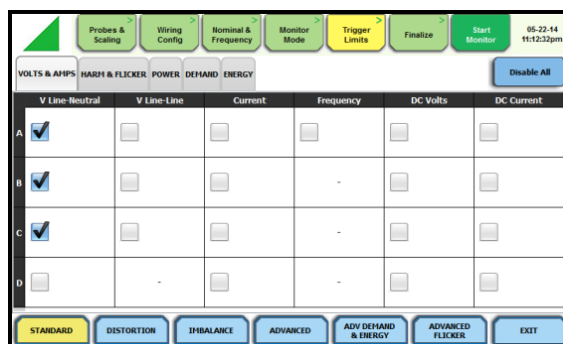 Probes & Scaling
Wiring Config
Nominal & Frequency
Monitor Mode
Trigger Limits
Finalize
Start Monitor
05-22-14
11:12:32pm
VOLTS & AMPS HARM & FLICKER POWER DEMAND ENERGY
Disable All
V Line-Neutral V Line-Line Current Frequency DC Volts DC Current
A
B -
C -
D -  -
STANDARD
DISTORTION
IMBALANCE
ADVANCED
ADV DEMAND & ENERGY
ADVANCED FLICKER
EXIT